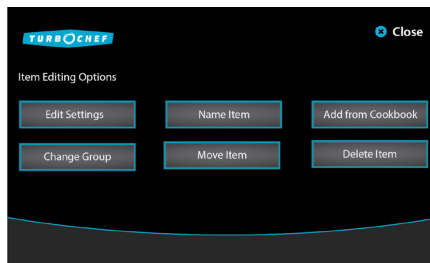 TURBOCHEF
Close
Item Editing Options
Edit Settings
Name Item
Add from Cookbook
Change Group
Move Item
Delete Item